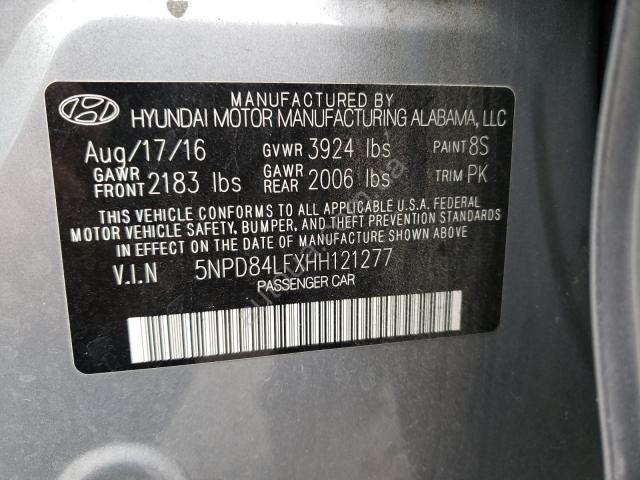 MANUFACTURED BY
HYUNDAI MOTOR MANUFACTURING ALABAMA, LLC
Aug/17/16 GVWR 3924 lbs PAINT 8S
GAWR FRONT 2183 lbs GAWR REAR 2006 lbs TRIM PK
THIS VEHICLE CONFORMS TO ALL APPLICABLE U.S.A. FEDERAL
MOTOR VEHICLE SAFETY, BUMPER, AND THEFT PREVENTION STANDARDS
IN EFFECT ON THE DATE OF MANUFACTURE SHOWN ABOVE.
V.I.N 5NPD84LFXHH121277
PASSENGER CAR